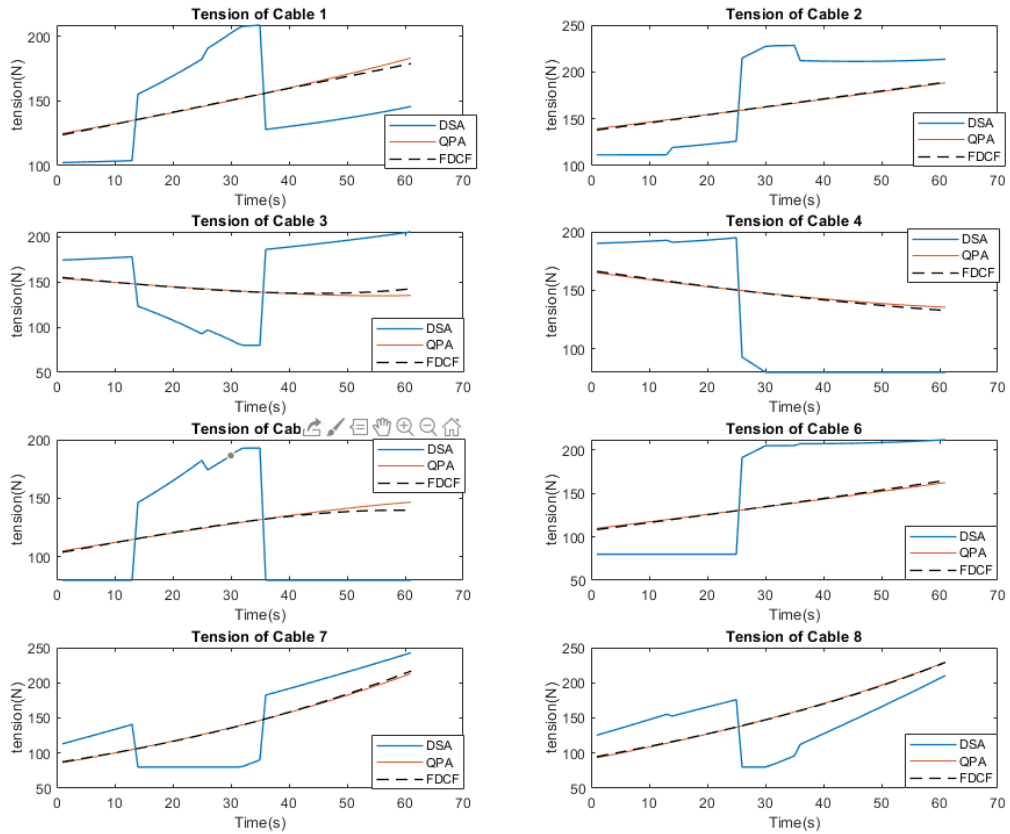 Tension of Cable 1
tension(N)
200
150
100
0 10 20 30 40 50 60 70
Time(s)
DSA
QPA
FDCF
Tension of Cable 2
tension(N)
250
200
150
100
0 10 20 30 40 50 60 70
Time(s)
DSA
QPA
FDCF
Tension of Cable 3
tension(N)
200
150
100
50
0 10 20 30 40 50 60 70
Time(s)
DSA
QPA
FDCF
Tension of Cable 4
tension(N)
200
150
100
0 10 20 30 40 50 60 70
Time(s)
DSA
QPA
FDCF
Tension of Cab
tension(N)
200
150
100
0 10 20 30 40 50 60 70
Time(s)
DSA
QPA
FDCF
Tension of Cable 6
tension(N)
200
150
100
50
0 10 20 30 40 50 60 70
Time(s)
DSA
QPA
FDCF
Tension of Cable 7
tension(N)
250
200
150
100
50
0 10 20 30 40 50 60 70
Time(s)
DSA
QPA
FDCF
Tension of Cable 8
tension(N)
250
200
150
100
50
0 10 20 30 40 50 60 70
Time(s)
DSA
QPA
FDCF